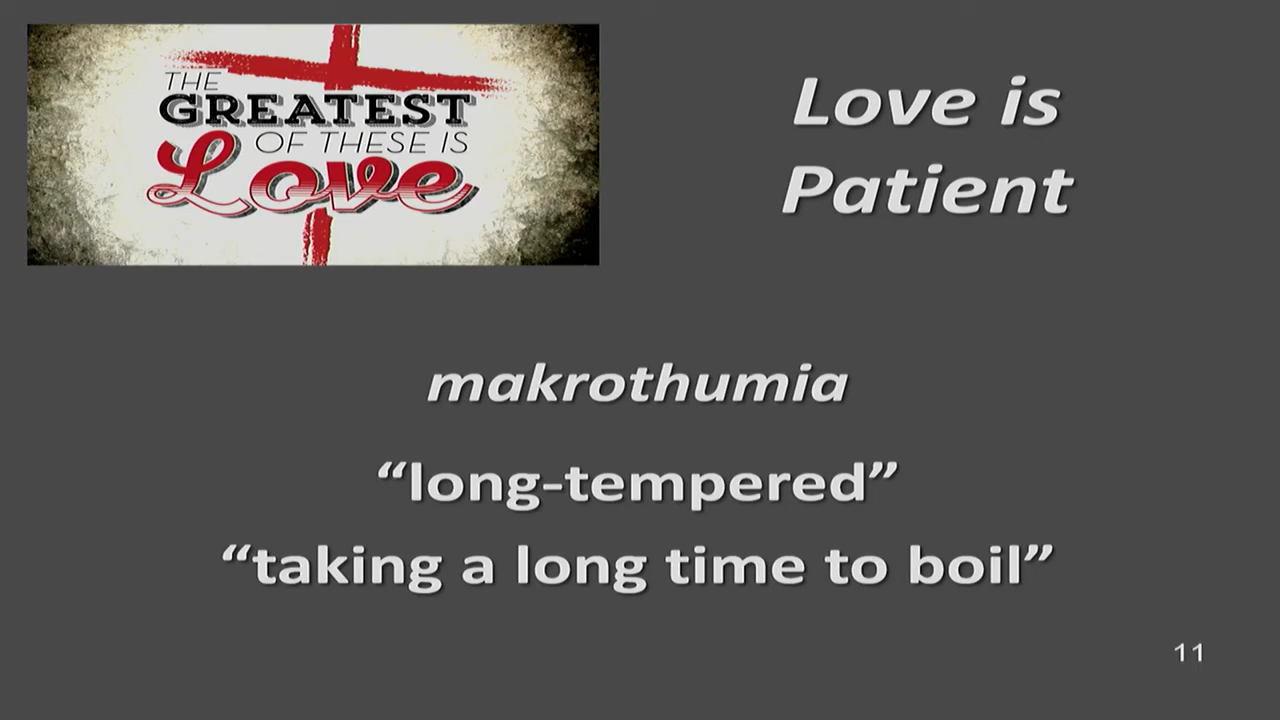 THE
GREATEST
OF THESE IS
Love
Love is
Patient
makrothumia
“long-tempered”
“taking a long time to boil”
11